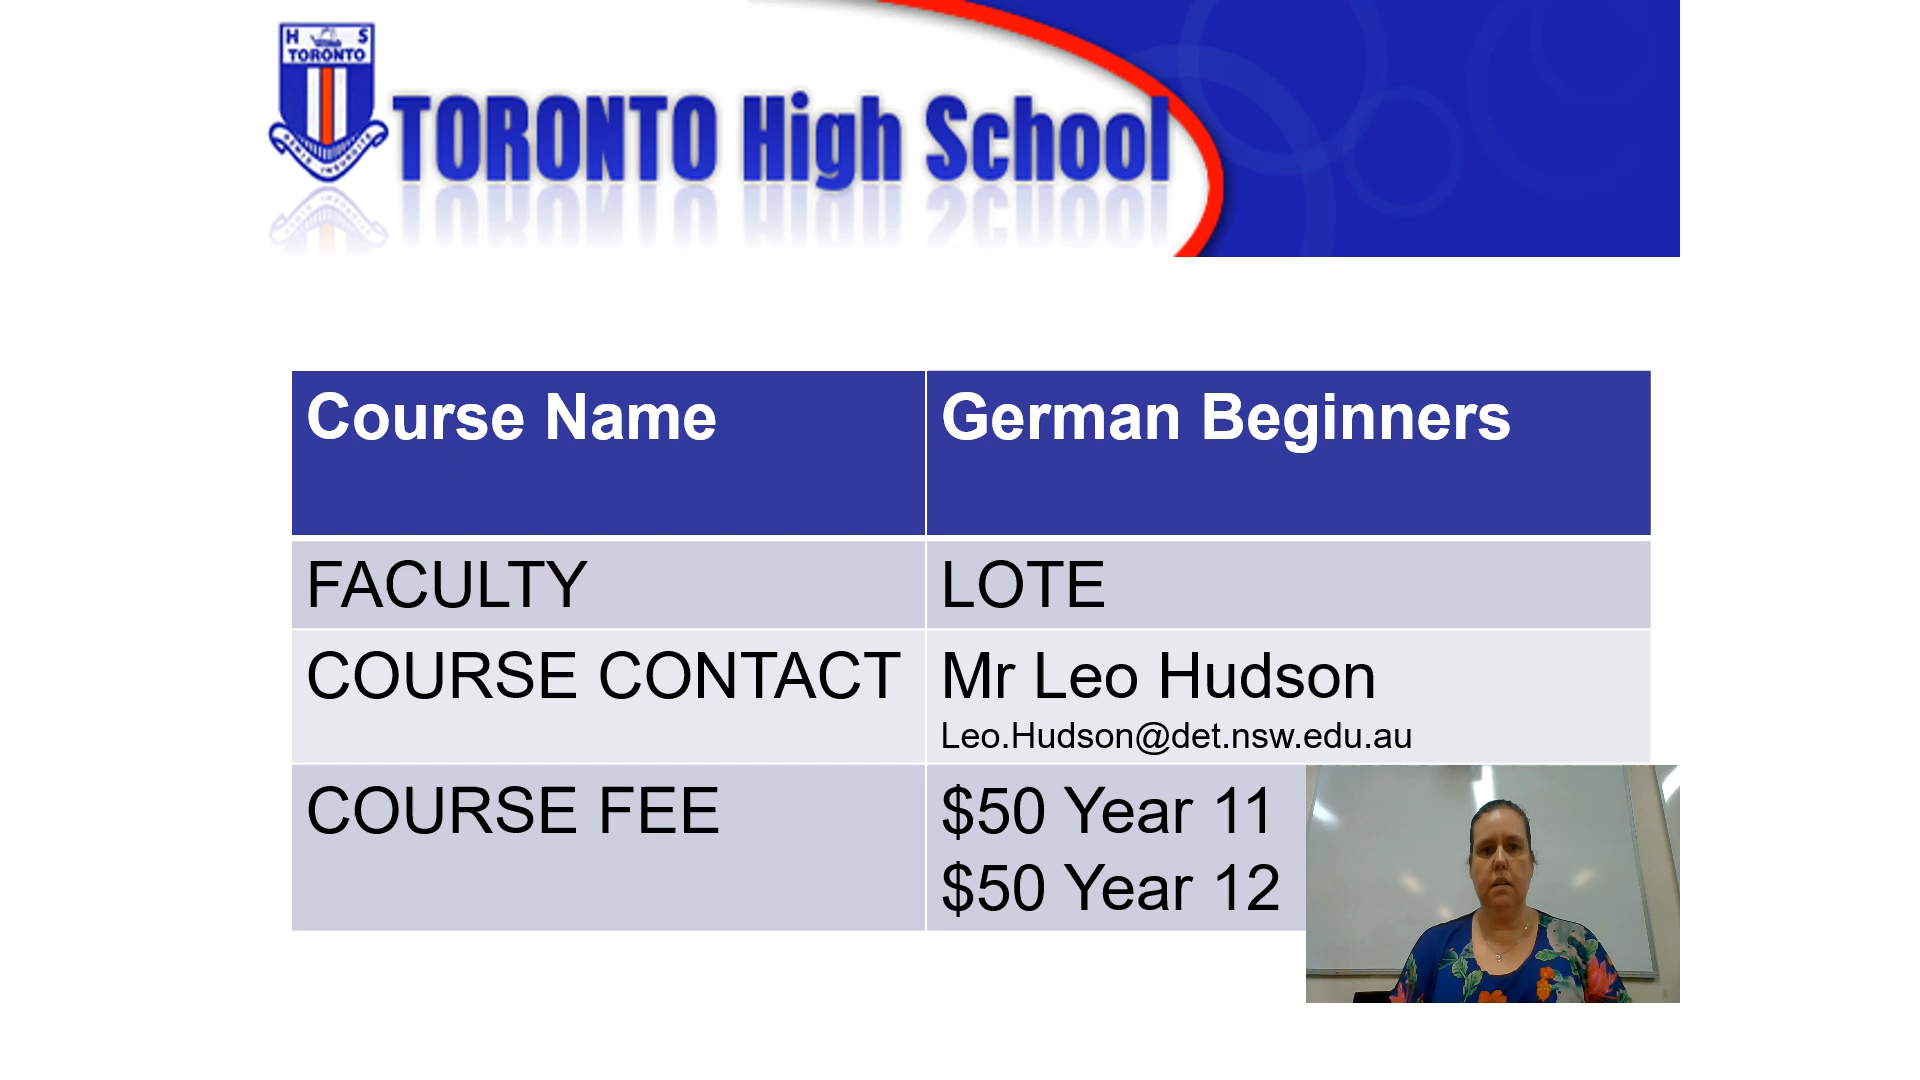 H S
TORONTO
TORONTO High School
Course Name
German Beginners
FACULTY
LOTE
COURSE CONTACT
Mr Leo Hudson
Leo.Hudson@det.nsw.edu.au
COURSE FEE
$50 Year 11
$50 Year 12